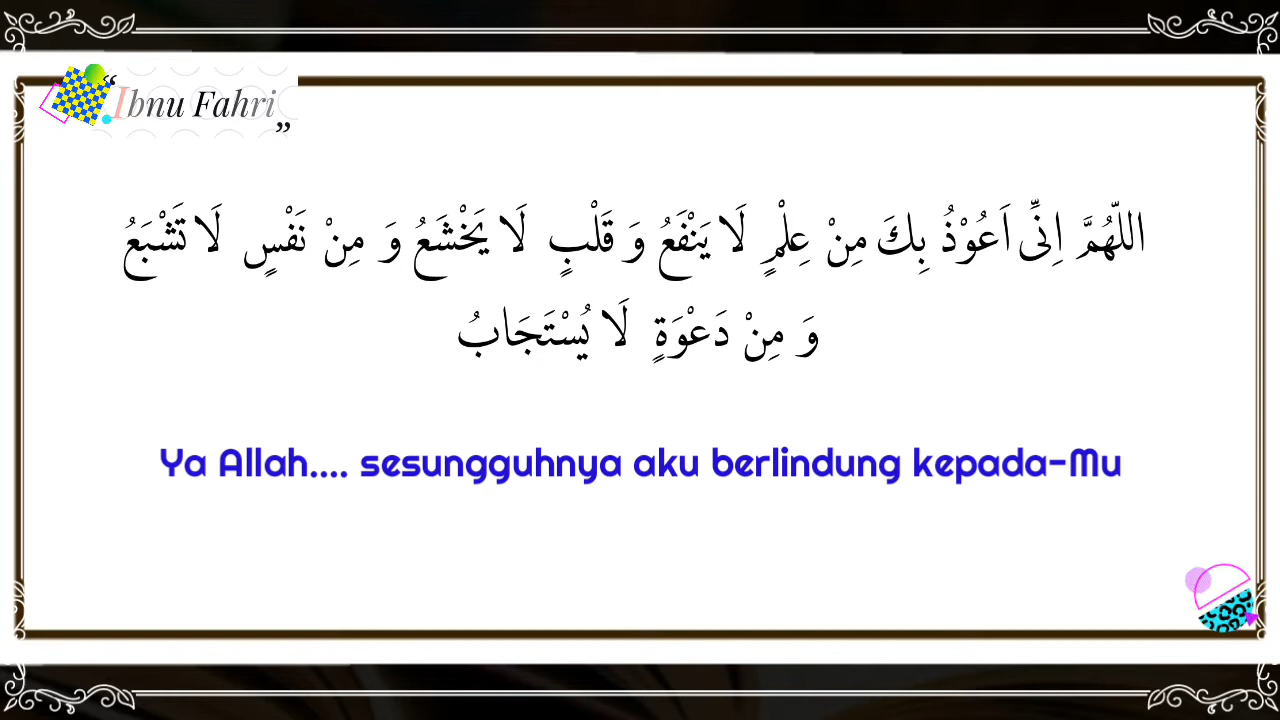 “Ibnu Fahri”
اللّهُمَّ اِنِّى اَعُوْذُ بِكَ مِنْ عِلْمٍ لَا يَنْفَعُ وَ قَلْبٍ لَا يَخْشَعُ وَ مِنْ نَفْسٍ لَا تَشْبَعُ
وَ مِنْ دَعْوَةٍ لَا يُسْتَجَابُ
Ya Allah.... sesungguhnya aku berlindung kepada-Mu